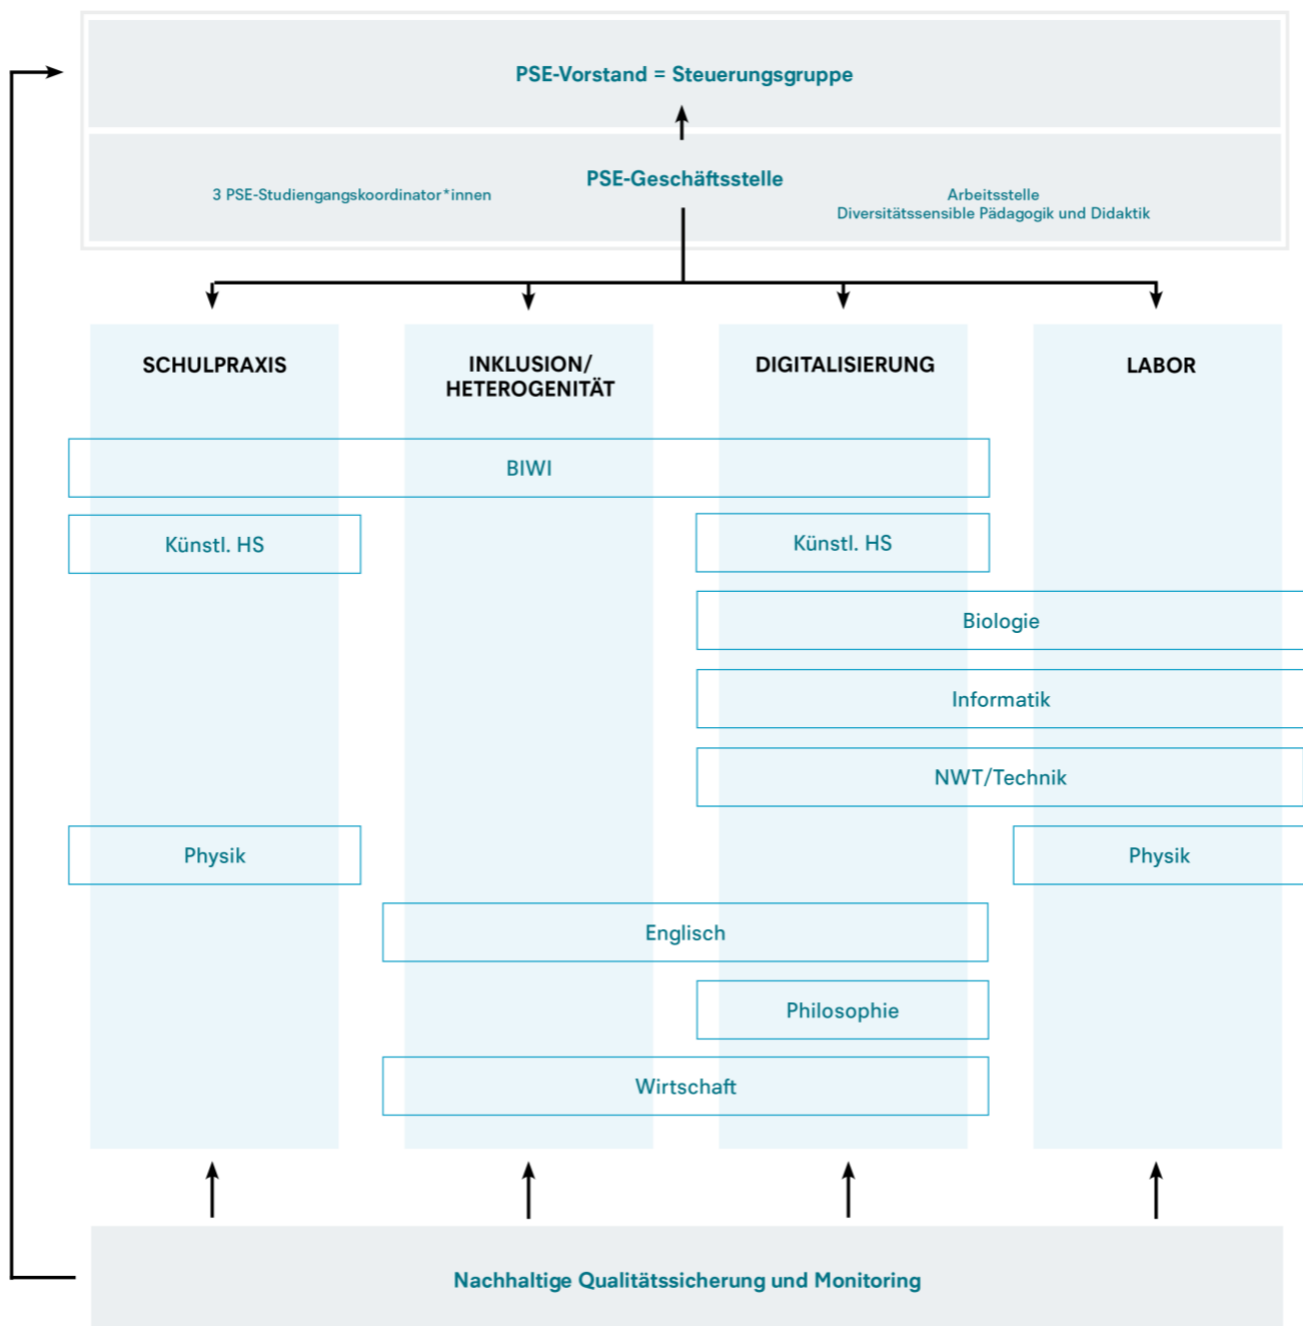 PSE-Vorstand = Steuerungsgruppe
PSE-Geschäftsstelle
3 PSE-Studiengangskoordinator*innen
Arbeitsstelle
Diversitätssensible Pädagogik und Didaktik
SCHULPRAXIS
INKLUSION/
HETEROGENITÄT
DIGITALISIERUNG
LABOR
BIWI
Künstl. HS
Künstl. HS
Biologie
Informatik
NWT/Technik
Physik
Physik
Englisch
Philosophie
Wirtschaft
Nachhaltige Qualitätssicherung und Monitoring